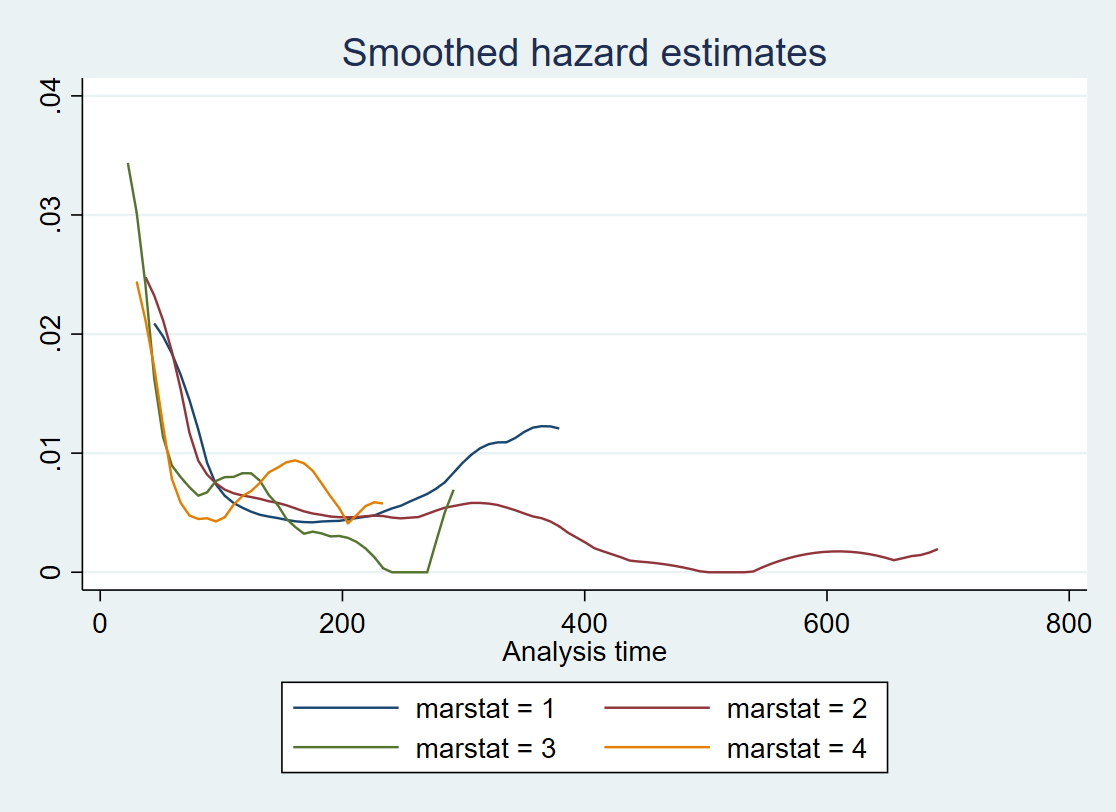 Smoothed hazard estimates
.04
.03
.02
.01
0
0 200 400 600 800
Analysis time
marstat = 1 marstat = 2
marstat = 3 marstat = 4